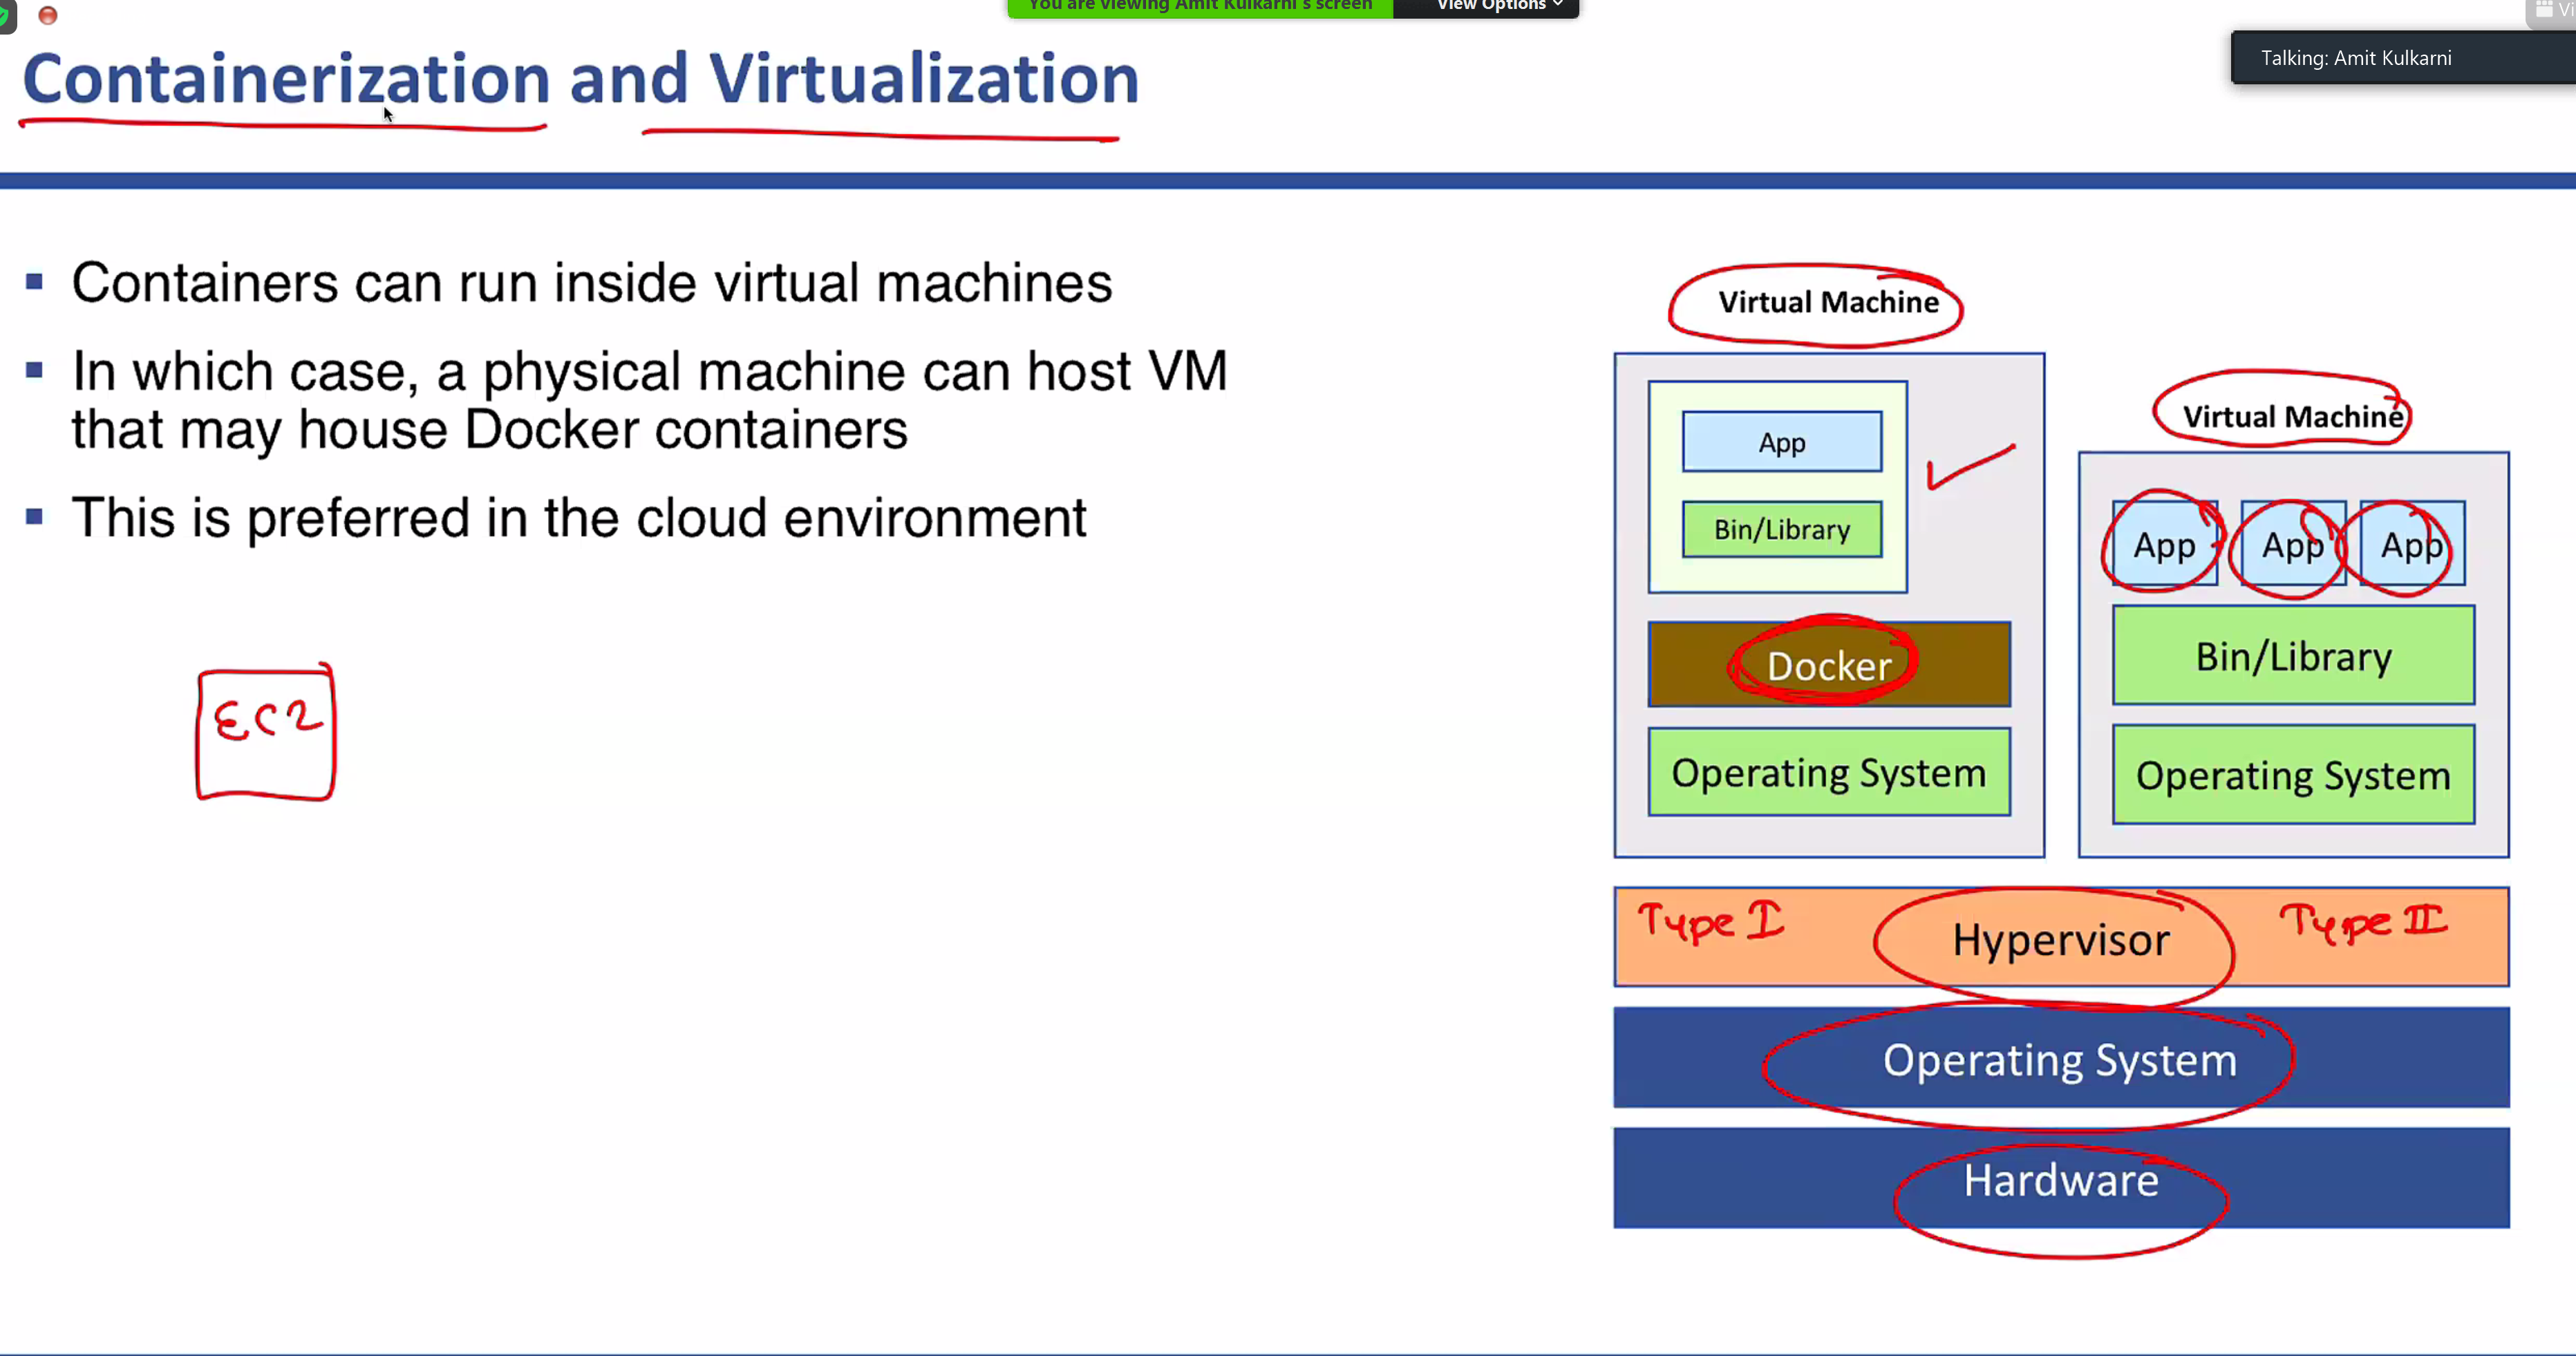 You are viewing Amit Kulkarni's screen
View Options
Vi
Talking: Amit Kulkarni
Containerization and Virtualization
Containers can run inside virtual machines
In which case, a physical machine can host VM
that may house Docker containers
This is preferred in the cloud environment
EC2
Virtual Machine
App
Bin/Library
Docker
Operating System
Virtual Machine
App App App
Bin/Library
Operating System
Type I Hypervisor Type II
Operating System
Hardware